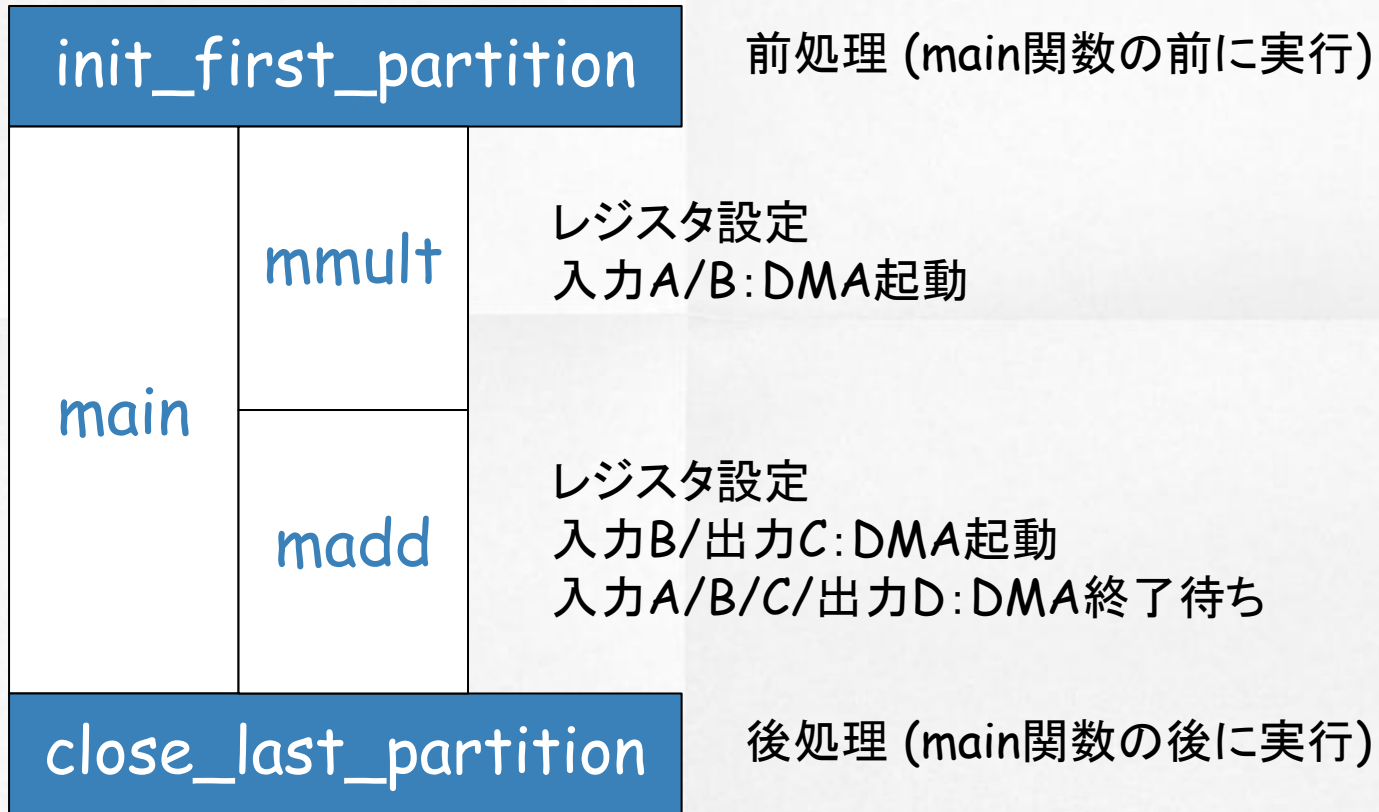 init_first_partition
前処理 (main関数の前に実行)
main
mmult
レジスタ設定
入力A/B:DMA起動
madd
レジスタ設定
入力B/出力C:DMA起動
入力A/B/C/出力D:DMA終了待ち
close_last_partition
後処理 (main関数の後に実行)